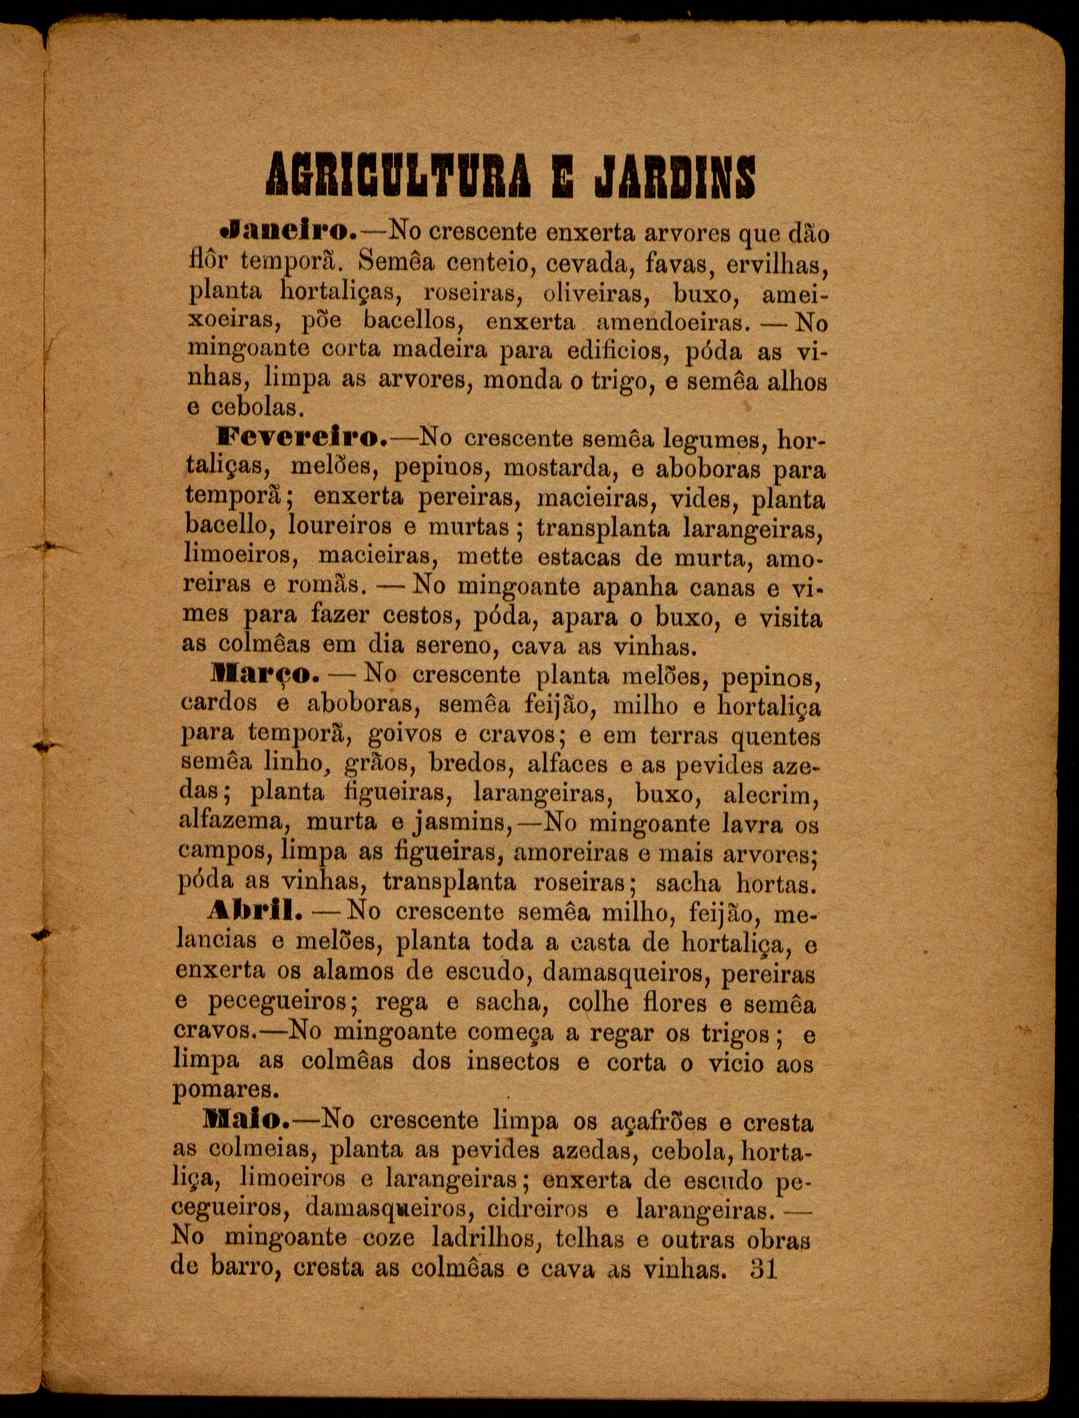 AGRICULTURA E JARDINS
Janeiro.—No crescente enxerta arvores que dão
flôr temporã. Semêa centeio, cevada, favas, ervilhas,
planta hortaliças, roseiras, oliveiras, buxo, amei-
xoeiras, põe bacellos, enxerta amendoeiras. — No
mingoante corta madeira para edificios, póda as vi-
nhas, limpa as arvores, monda o trigo, e semêa alhos
e cebolas.
Fevereiro.—No crescente semêa legumes, hor-
taliças, melões, pepinos, mostarda, e aboboras para
temporã; enxerta pereiras, macieiras, vides, planta
bacello, loureiros e murtas; transplanta larangeiras,
limoeiros, macieiras, mette estacas de murta, amo-
reiras e romãs. — No mingoante apanha canas e vi-
mes para fazer cestos, póda, apara o buxo, e visita
as colmêas em dia sereno, cava as vinhas.
Março. — No crescente planta melões, pepinos,
cardos e aboboras, semêa feijão, milho e hortaliça
para temporã, goivos e cravos; e em terras quentes
semêa linho, grãos, bredos, alfaces e as pevides aze-
das; planta figueiras, larangeiras, buxo, alecrim,
alfazema, murta e jasmins,—No mingoante lavra os
campos, limpa as figueiras, amoreiras e mais arvores;
póda as vinhas, transplanta roseiras; sacha hortas.
Abril. — No crescente semêa milho, feijão, me-
lancias e melões, planta toda a casta de hortaliça, e
enxerta os alamos de escudo, damasqueiros, pereiras
e pecegueiros; rega e sacha, colhe flores e semêa
cravos.—No mingoante começa a regar os trigos; e
limpa as colmêas dos insectos e corta o vicio aos
pomares.
Maio.—No crescente limpa os açafrões e cresta
as colmeias, planta as pevides azedas, cebola, horta-
liça, limoeiros e larangeiras; enxerta de escudo pe-
cegueiros, damasqueiros, cidreiros e larangeiras. —
No mingoante coze ladrilhos, telhas e outras obras
de barro, cresta as colmêas e cava as vinhas. 31